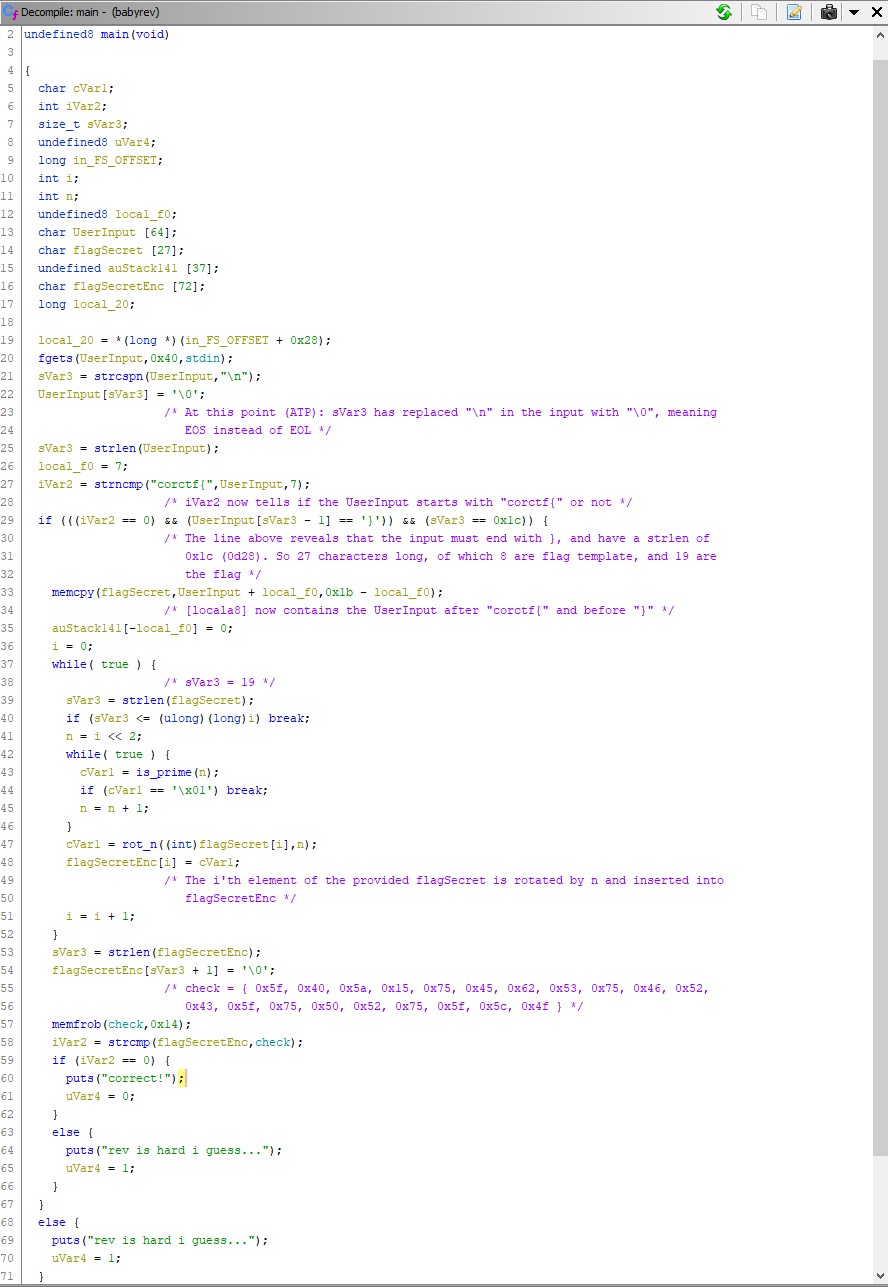 Decompile: main - (babyrev)
2 undefined8 main(void)
3
4 {
5 char cVar1;
6 int iVar2;
7 size_t sVar3;
8 undefined8 uVar4;
9 long in_FS_OFFSET;
10 int i;
11 int n;
12 undefined8 local_f0;
13 char UserInput [64];
14 char flagSecret [27];
15 undefined auStack141 [37];
16 char flagSecretEnc [72];
17 long local_20;
18
19 local_20 = *(long *)(in_FS_OFFSET + 0x28);
20 fgets(UserInput,0x40,stdin);
21 sVar3 = strcspn(UserInput,"\n");
22 UserInput[sVar3] = '\0';
23 /* At this point (ATP): sVar3 has replaced "\n" in the input with "\0", meaning
24 EOS instead of EOL */
25 sVar3 = strlen(UserInput);
26 local_f0 = 7;
27 iVar2 = strncmp("corctf{",UserInput,7);
28 /* iVar2 now tells if the UserInput starts with "corctf{" or not */
29 if (((iVar2 == 0) && (UserInput[sVar3 - 1] == '}')) && (sVar3 == 0x1c)) {
30 /* The line above reveals that the input must end with }, and have a strlen of
31 0x1c (0d28). So 27 characters long, of which 8 are flag template, and 19 are
32 the flag */
33 memcpy(flagSecret,UserInput + local_f0,0x1b - local_f0);
34 /* [locala8] now contains the UserInput after "corctf{" and before "}" */
35 auStack141[-local_f0] = 0;
36 i = 0;
37 while( true ) {
38 /* sVar3 = 19 */
39 sVar3 = strlen(flagSecret);
40 if (sVar3 <= (ulong)(long)i) break;
41 n = i << 2;
42 while( true ) {
43 cVar1 = is_prime(n);
44 if (cVar1 == '\x01') break;
45 n = n + 1;
46 }
47 cVar1 = rot_n((int)flagSecret[i],n);
48 flagSecretEnc[i] = cVar1;
49 /* The i'th element of the provided flagSecret is rotated by n and inserted into
50 flagSecretEnc */
51 i = i + 1;
52 }
53 sVar3 = strlen(flagSecretEnc);
54 flagSecretEnc[sVar3 + 1] = '\0';
55 /* check = { 0x5f, 0x40, 0x5a, 0x15, 0x75, 0x45, 0x62, 0x53, 0x75, 0x46, 0x52,
56 0x43, 0x5f, 0x75, 0x50, 0x52, 0x75, 0x5f, 0x5c, 0x4f } */
57 memfrob(check,0x14);
58 iVar2 = strcmp(flagSecretEnc,check);
59 if (iVar2 == 0) {
60 puts("correct!");
61 uVar4 = 0;
62 }
63 else {
64 puts("rev is hard i guess...");
65 uVar4 = 1;
66 }
67 }
68 else {
69 puts("rev is hard i guess...");
70 uVar4 = 1;
71 }